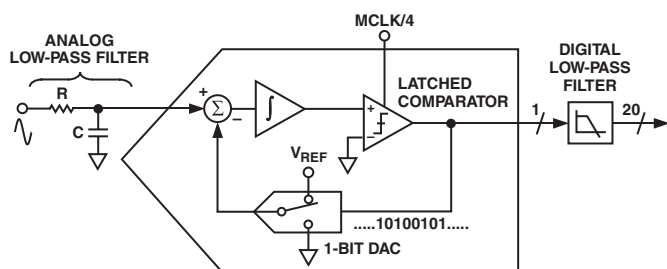 MCLK/4
ANALOG
LOW-PASS FILTER
R
C
+
Σ
–
∫
+
–
LATCHED
COMPARATOR
DIGITAL
LOW-PASS
FILTER
1
20
VREF
.....10100101.....
1-BIT DAC